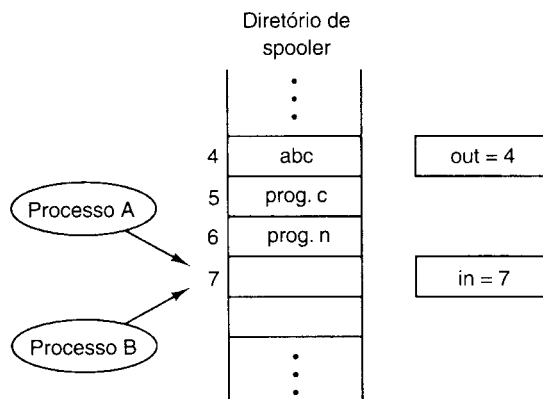 Diretório de
spooler
4 abc out = 4
5 prog. c
Processo A
6 prog. n
7 in = 7
Processo B